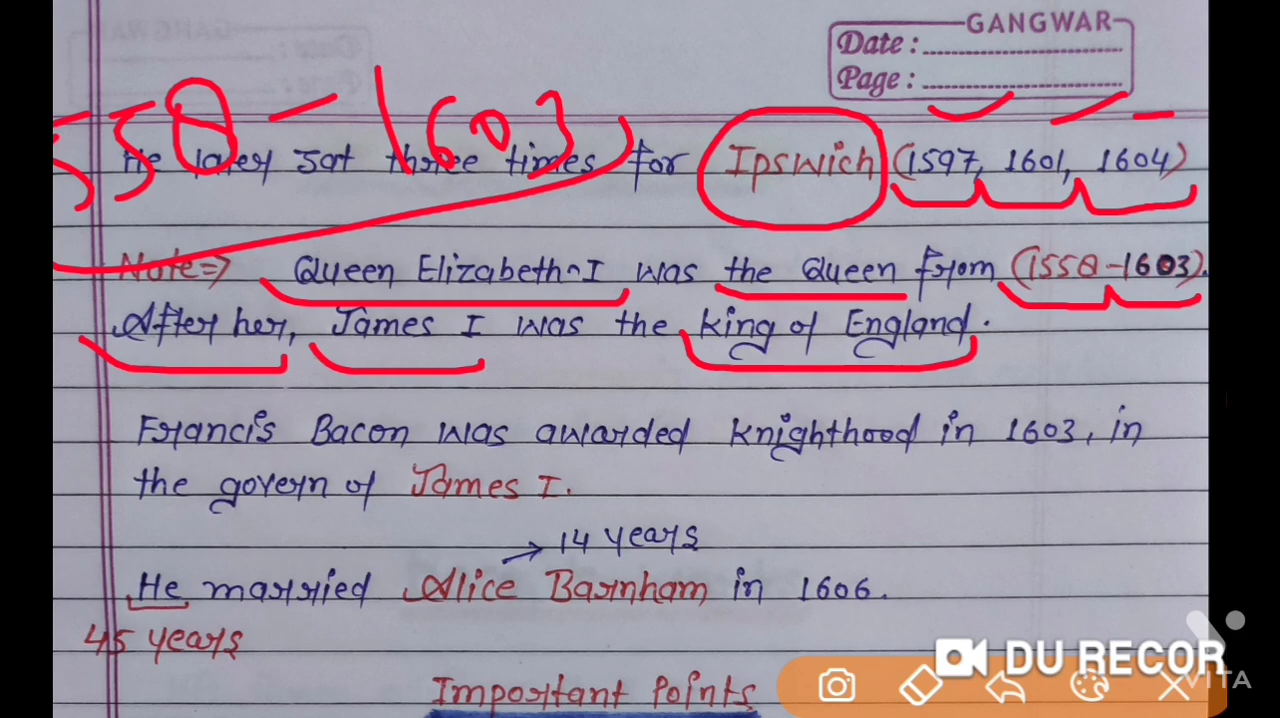 GANGWAR
Date :
Page :
58 - 1603)
He later sat three times for Ipswich (1597, 1601, 1604)
Note=> Queen Elizabeth-I was the Queen from (1558-1603).
After her, James I was the king of England.
Francis Bacon was awarded knighthood in 1603, in
the govern of James I.
→ 14 years
He married Alice Barnham in 1606.
45 years
Important Points
DU RECOR
VITA